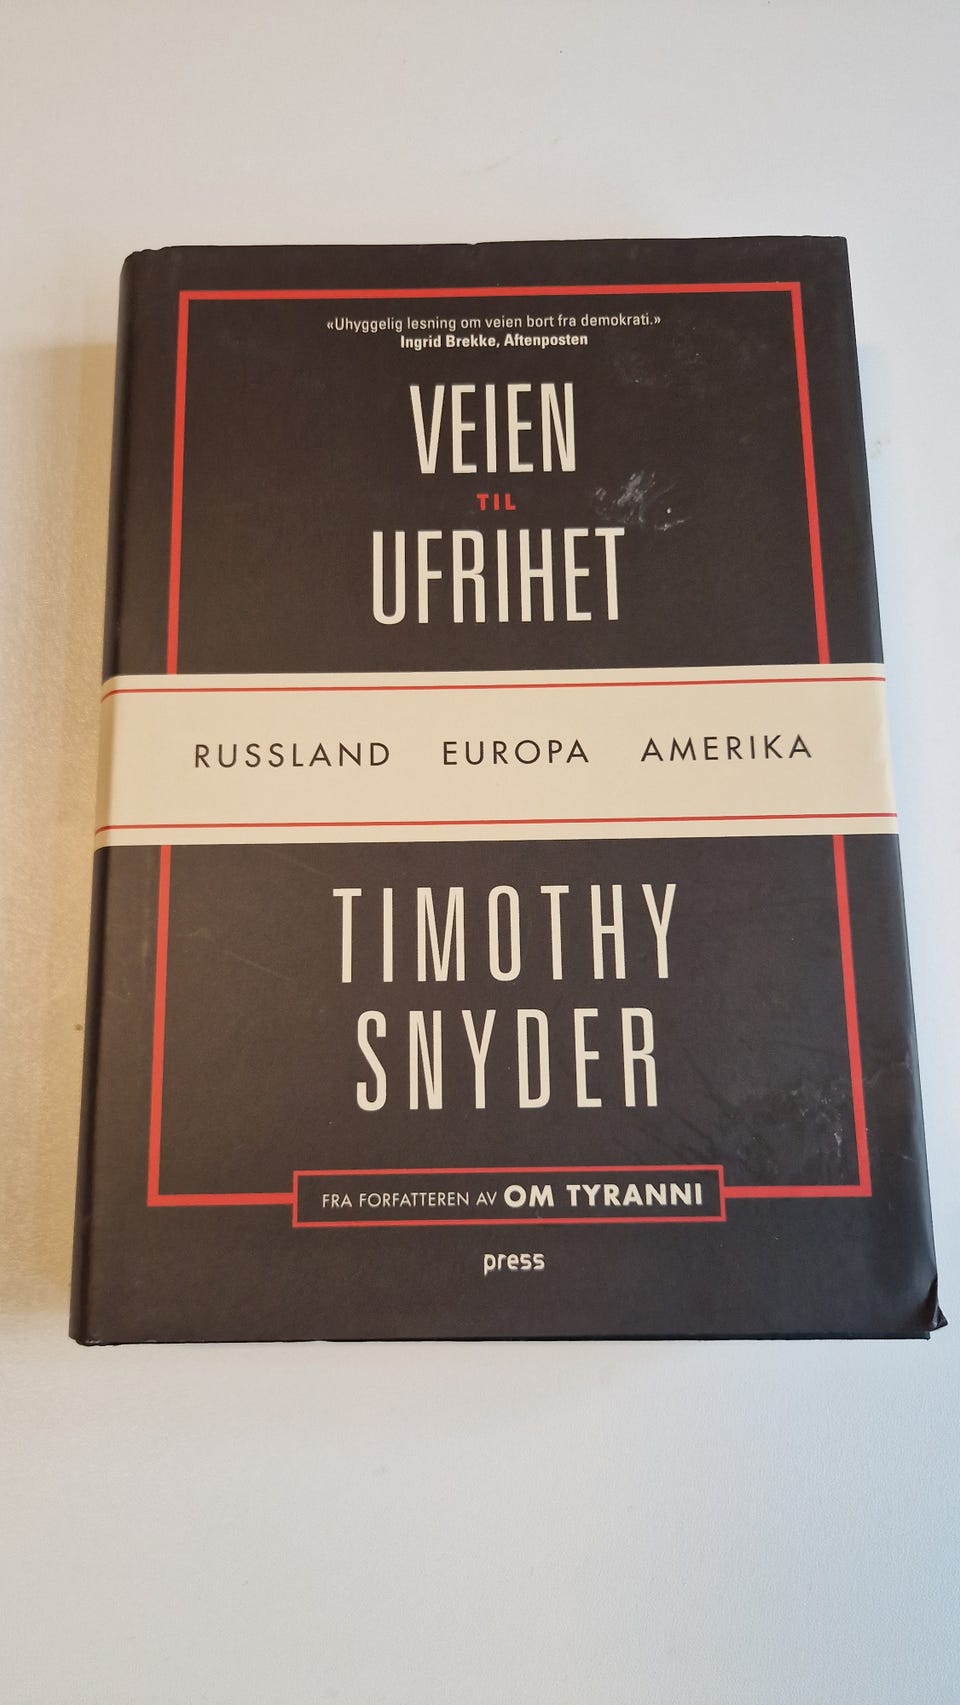 «Uhyggelig lesning om veien bort fra demokrati.»
Ingrid Brekke, Aftenposten
VEIEN
TIL
UFRIHET
RUSSLAND EUROPA AMERIKA
TIMOTHY
SNYDER
FRA FORFATTEREN AV OM TYRANNI
press